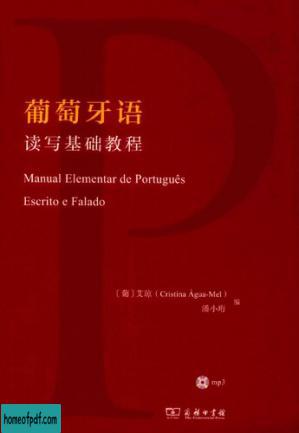 葡萄牙语
读写基础教程
Manual Elementar de Português
Escrito e Falado
〔葡〕艾琼（Cristina Água-Mel）
潘小珩
编
mp3
商务印书馆
homeofpdf.com